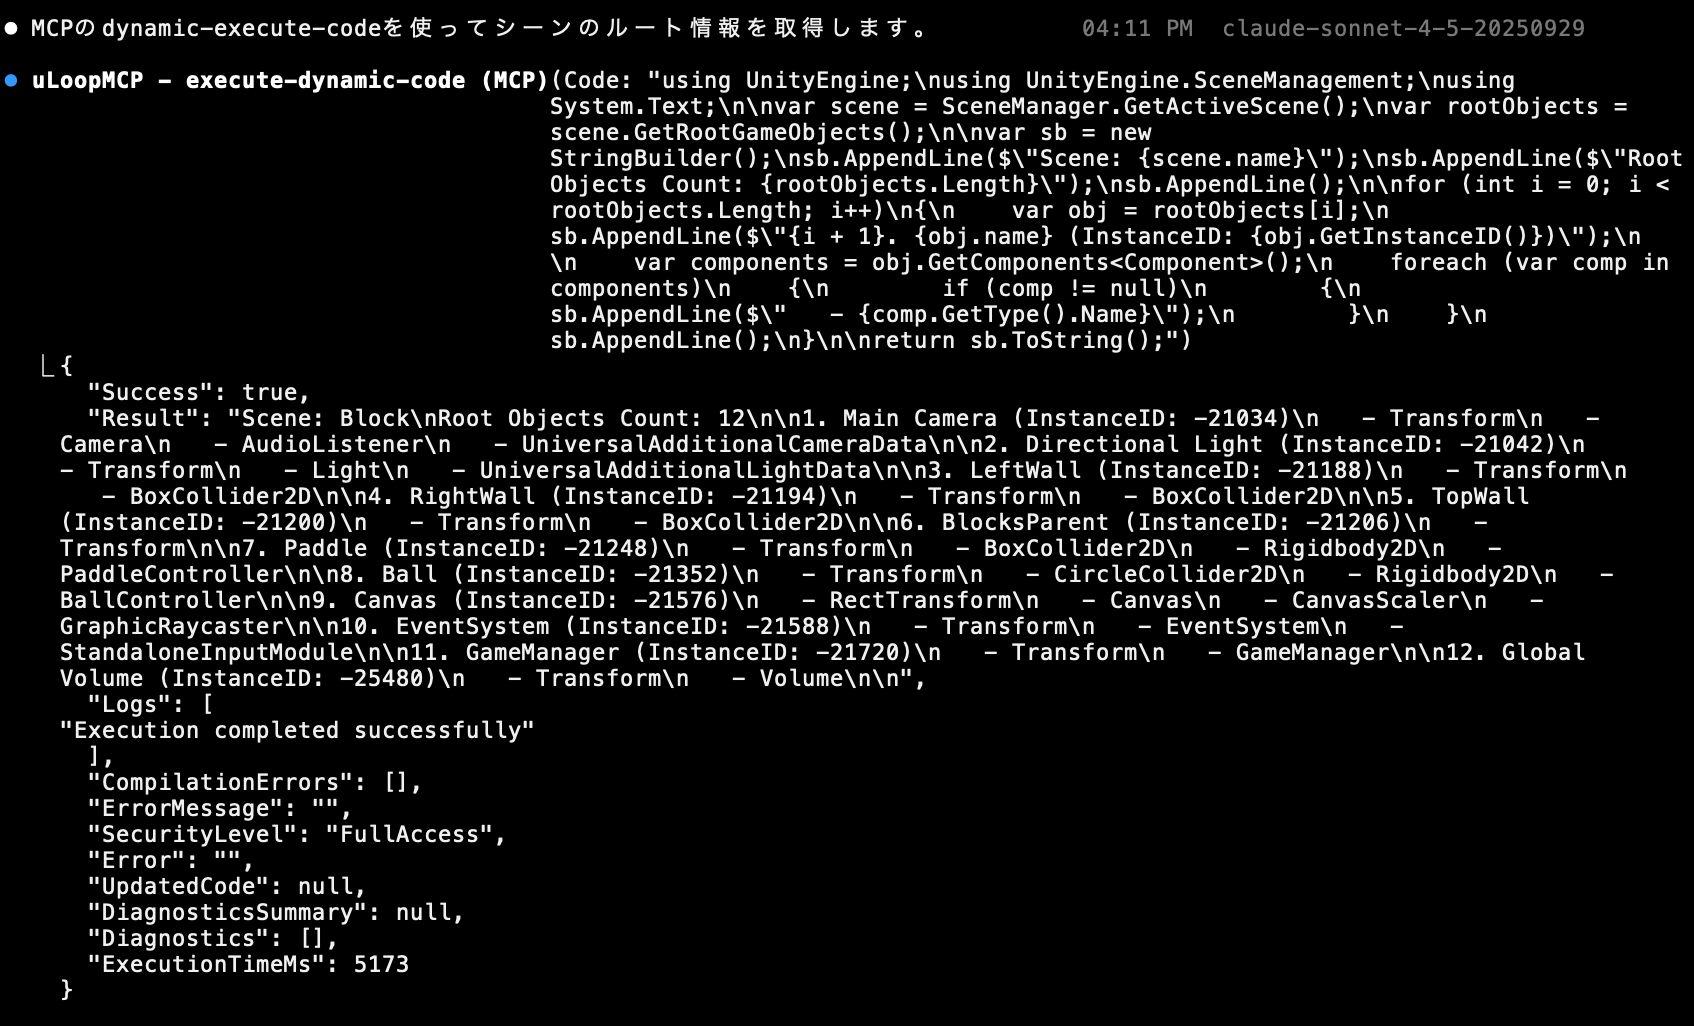 ● MCPのdynamic-execute-codeを使ってシーンのルート情報を取得します。 04:11 PM claude-sonnet-4-5-20250929
● uLoopMCP - execute-dynamic-code (MCP)(Code: "using UnityEngine;\nusing UnityEngine.SceneManagement;\nusing
System.Text;\n\nvar scene = SceneManager.GetActiveScene();\nvar rootObjects =
scene.GetRootGameObjects();\n\nvar sb = new
StringBuilder();\nsb.AppendLine($\"Scene: {scene.name}\");\nsb.AppendLine($\"Root
Objects Count: {rootObjects.Length}\");\nsb.AppendLine();\n\nfor (int i = 0; i <
rootObjects.Length; i++)\n{\n    var obj = rootObjects[i];\n
sb.AppendLine($\"{i + 1}. {obj.name} (InstanceID: {obj.GetInstanceID()})\");\n
\n    var components = obj.GetComponents<Component>();\n    foreach (var comp in
components)\n    {\n        if (comp != null)\n        {\n
sb.AppendLine($\"   - {comp.GetType().Name}\");\n        }\n    }\n
sb.AppendLine();\n}\n\nreturn sb.ToString();")
⎿ {
"Success": true,
"Result": "Scene: Block\nRoot Objects Count: 12\n\n1. Main Camera (InstanceID: -21034)\n   - Transform\n   -
Camera\n   - AudioListener\n   - UniversalAdditionalCameraData\n\n2. Directional Light (InstanceID: -21042)\n
- Transform\n   - Light\n   - UniversalAdditionalLightData\n\n3. LeftWall (InstanceID: -21188)\n   - Transform\n
- BoxCollider2D\n\n4. RightWall (InstanceID: -21194)\n   - Transform\n   - BoxCollider2D\n\n5. TopWall
(InstanceID: -21200)\n   - Transform\n   - BoxCollider2D\n\n6. BlocksParent (InstanceID: -21206)\n   -
Transform\n\n7. Paddle (InstanceID: -21248)\n   - Transform\n   - BoxCollider2D\n   - Rigidbody2D\n   -
PaddleController\n\n8. Ball (InstanceID: -21352)\n   - Transform\n   - CircleCollider2D\n   - Rigidbody2D\n   -
BallController\n\n9. Canvas (InstanceID: -21576)\n   - RectTransform\n   - Canvas\n   - CanvasScaler\n   -
GraphicRaycaster\n\n10. EventSystem (InstanceID: -21588)\n   - Transform\n   - EventSystem\n   -
StandaloneInputModule\n\n11. GameManager (InstanceID: -21720)\n   - Transform\n   - GameManager\n\n12. Global
Volume (InstanceID: -25480)\n   - Transform\n   - Volume\n\n",
"Logs": [
"Execution completed successfully"
],
"CompilationErrors": [],
"ErrorMessage": "",
"SecurityLevel": "FullAccess",
"Error": "",
"UpdatedCode": null,
"DiagnosticsSummary": null,
"Diagnostics": [],
"ExecutionTimeMs": 5173
}